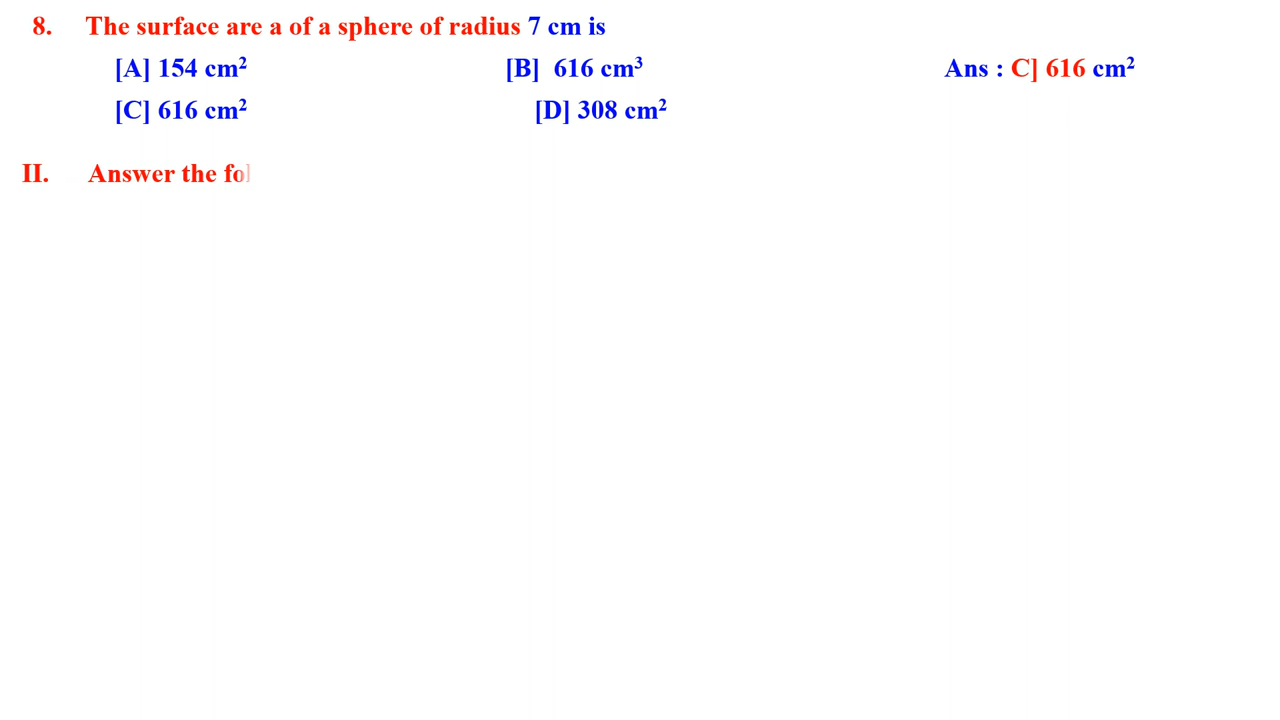 8. The surface are a of a sphere of radius 7 cm is
[A] 154 cm² [B] 616 cm³ Ans : C] 616 cm²
[C] 616 cm² [D] 308 cm²
II. Answer the fol